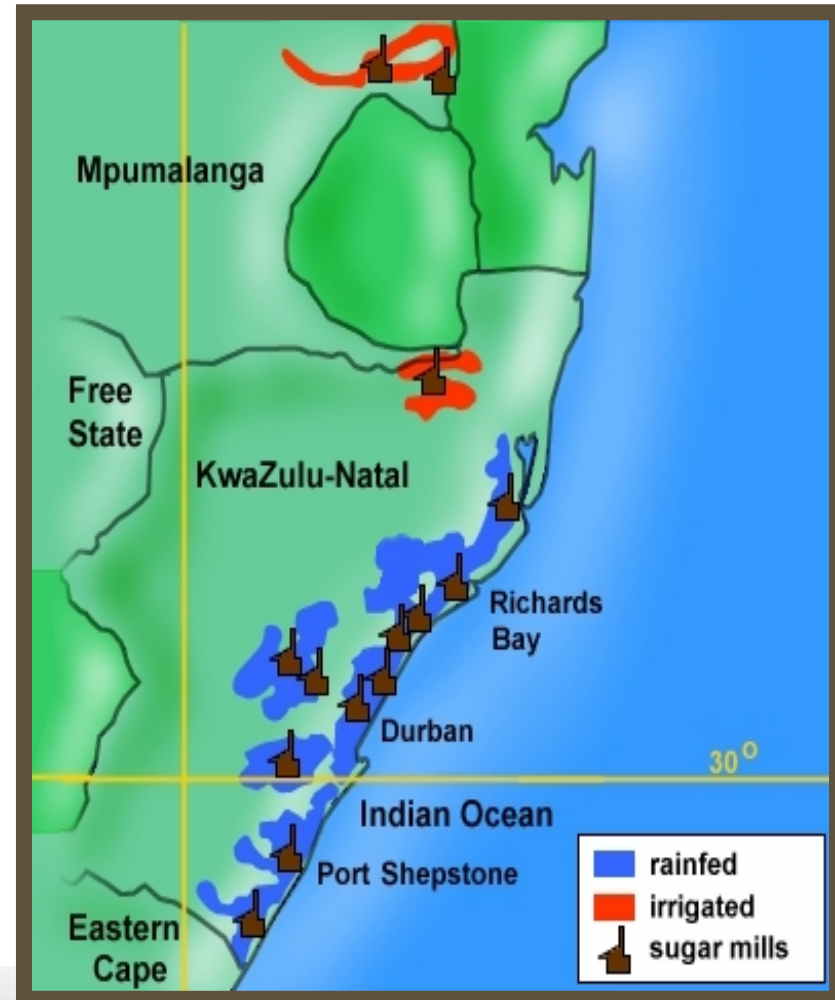 Mpumalanga
Free
State
KwaZulu-Natal
Richards
Bay
Durban
30°
Indian Ocean
Port Shepstone
Eastern
Cape
rainfed
irrigated
sugar mills